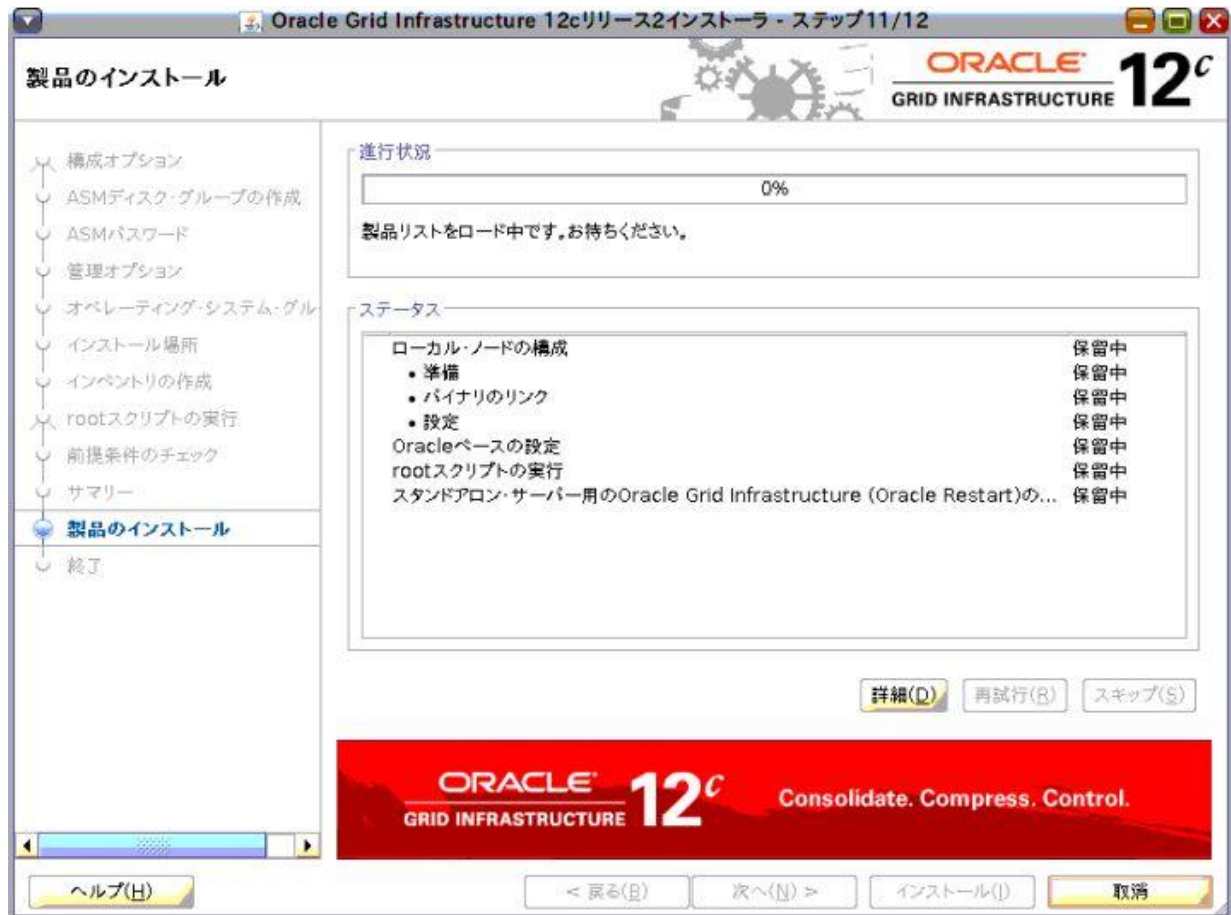 Oracle Grid Infrastructure 12cリリース2インストーラ - ステップ11/12
製品のインストール
ORACLE
GRID INFRASTRUCTURE 12c
構成オプション
ASMディスク・グループの作成
ASMパスワード
管理オプション
オペレーティング・システム・グル
インストール場所
インベントリの作成
rootスクリプトの実行
前提条件のチェック
サマリー
製品のインストール
終了
進行状況
0%
製品リストをロード中です。お待ちください。
ステータス
ローカル・ノードの構成 保留中
• 準備 保留中
• バイナリのリンク 保留中
• 設定 保留中
Oracleベースの設定 保留中
rootスクリプトの実行 保留中
スタンドアロン・サーバー用のOracle Grid Infrastructure (Oracle Restart)の... 保留中
詳細(D) 再試行(R) スキップ(S)
ORACLE
GRID INFRASTRUCTURE 12c
Consolidate. Compress. Control.
ヘルプ(H) < 戻る(B) 次へ(N) > インストール(I) 取消